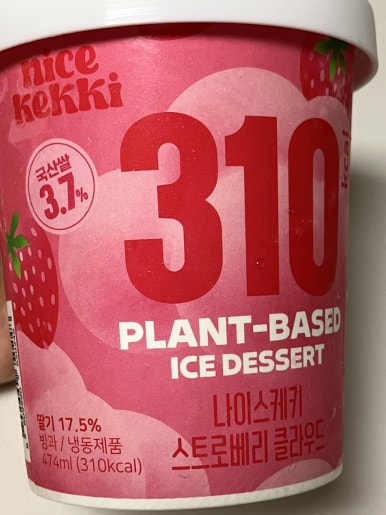 nice
kekki
국산쌀
3.7%
310
kcal
PLANT-BASED
ICE DESSERT
나이스케키
스트로베리 클라우드
딸기 17.5%
빙과 / 냉동제품
474ml (310kcal)